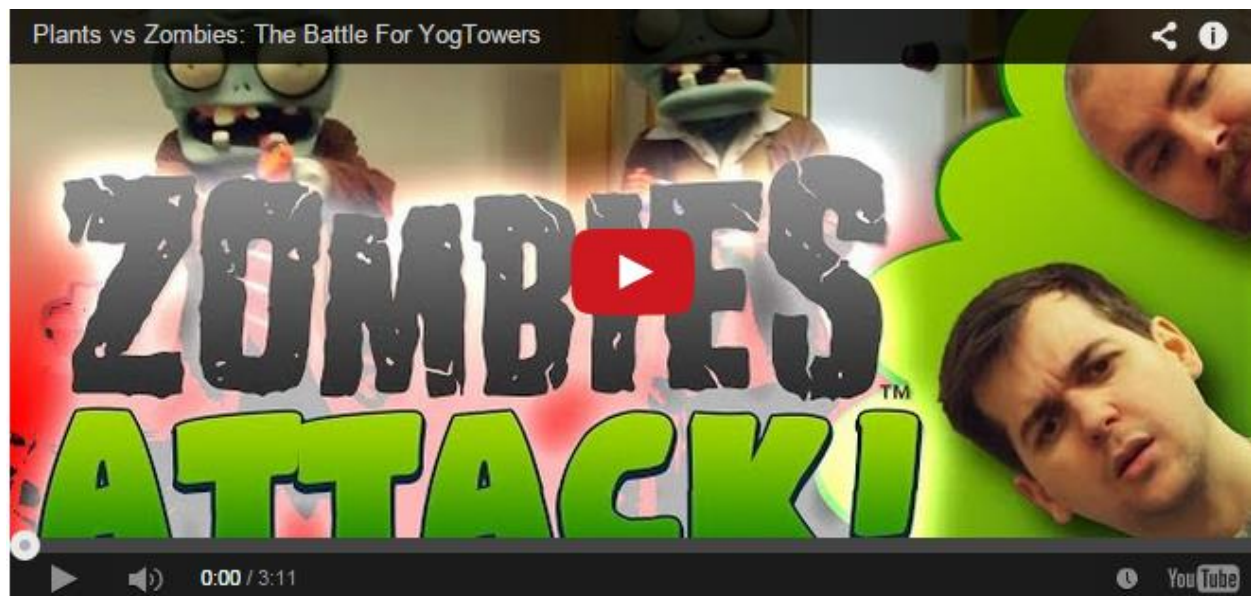 Plants vs Zombies: The Battle For YogTowers
ZOMBIES
TM
ATTACK!
0:00 / 3:11
YouTube